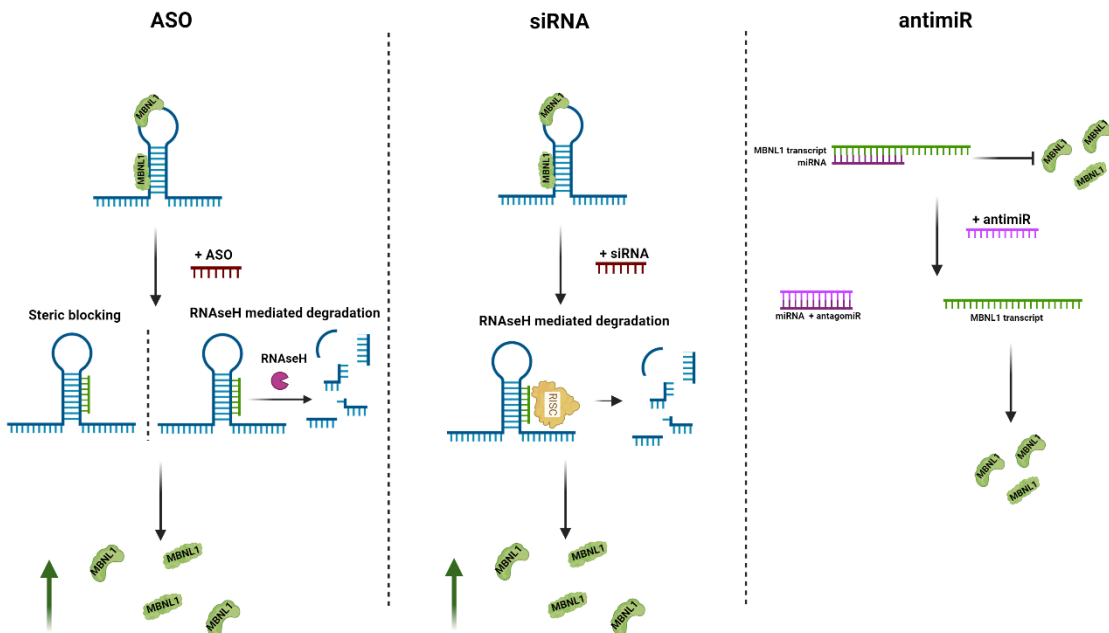 ASO
MBNL1
MBNL1
+ ASO
Steric blocking
RNAseH mediated degradation
RNAseH
MBNL1
MBNL1
MBNL1
MBNL1
siRNA
MBNL1
MBNL1
+ siRNA
RNAseH mediated degradation
RISC
MBNL1
MBNL1
MBNL1
MBNL1
antimiR
MBNL1 transcript
miRNA
MBNL1
MBNL1
MBNL1
+ antimiR
miRNA + antagomiR
MBNL1 transcript
MBNL1
MBNL1
MBNL1